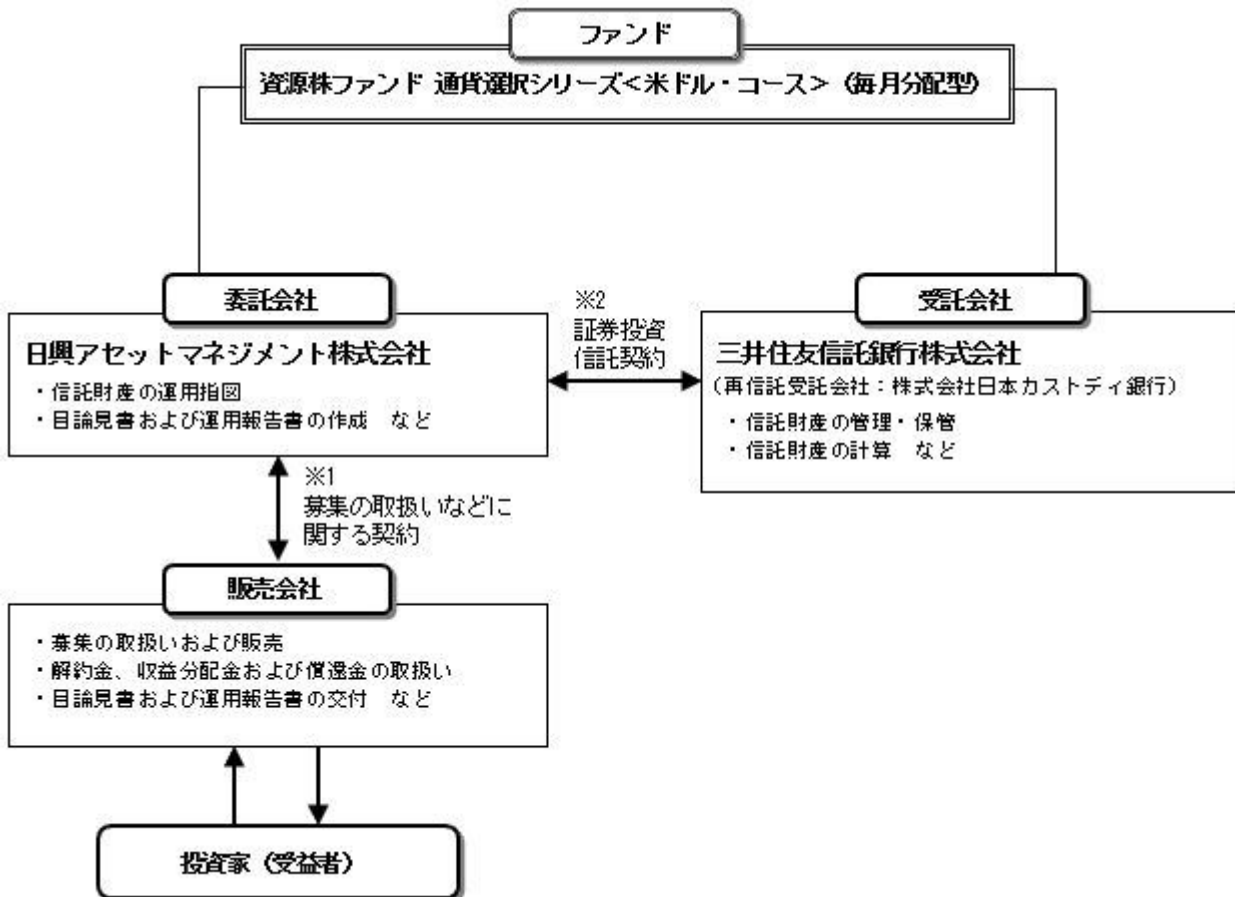 ファンド
資源株ファンド 通貨選択シリーズ<米ドル・コース>（毎月分配型）
委託会社
日興アセットマネジメント株式会社
・信託財産の運用指図
・目論見書および運用報告書の作成 など
※2
証券投資
信託契約
受託会社
三井住友信託銀行株式会社
（再信託受託会社：株式会社日本カストディ銀行）
・信託財産の管理・保管
・信託財産の計算 など
※1
募集の取扱いなどに
関する契約
販売会社
・募集の取扱いおよび販売
・解約金、収益分配金および償還金の取扱い
・目論見書および運用報告書の交付 など
投資家（受益者）